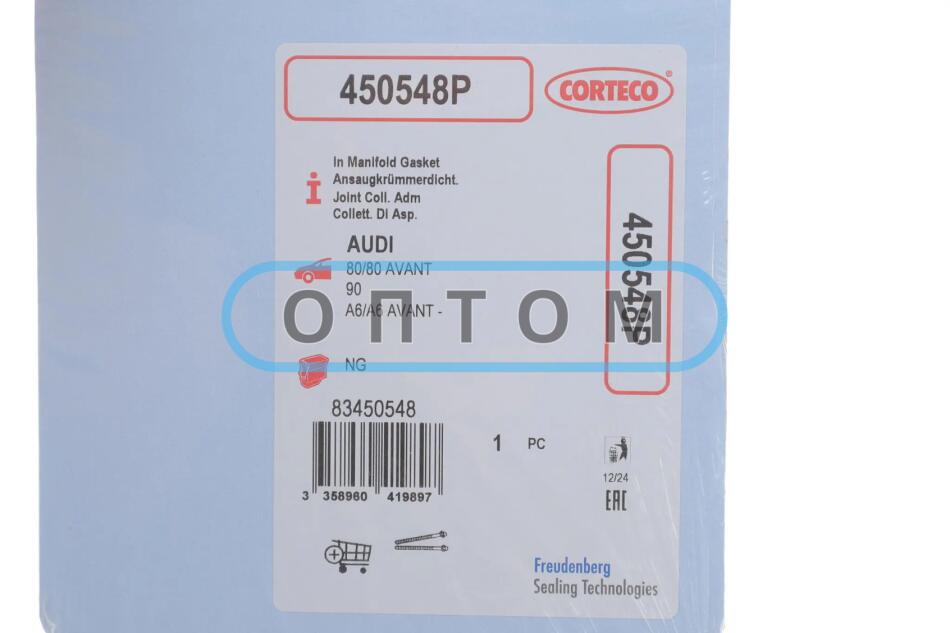 450548P
CORTECO®
In Manifold Gasket
Ansaugkrümmerdicht.
Joint Coll. Adm
Collett. Di Asp.
450548P
AUDI
80/80 AVANT
90
A6/A6 AVANT -
ОПТОМ
NG
83450548
1 PC
3 358960 419897
12/24
EAC
Freudenberg
Sealing Technologies